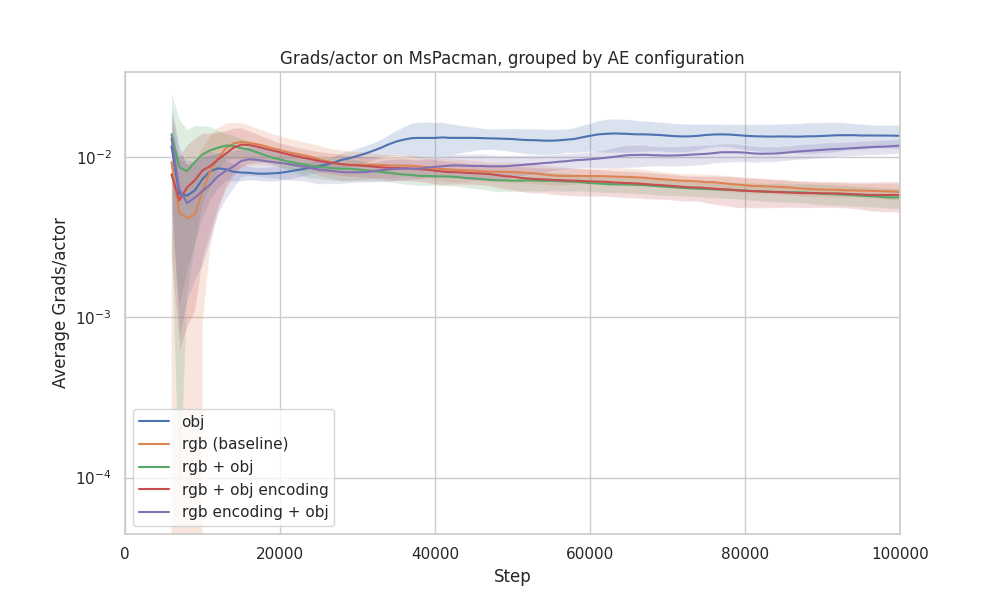 Grads/actor on MsPacman, grouped by AE configuration
Average Grads/actor
10⁻²
10⁻³
10⁻⁴
obj
rgb (baseline)
rgb + obj
rgb + obj encoding
rgb encoding + obj
0 20000 40000 60000 80000 100000
Step